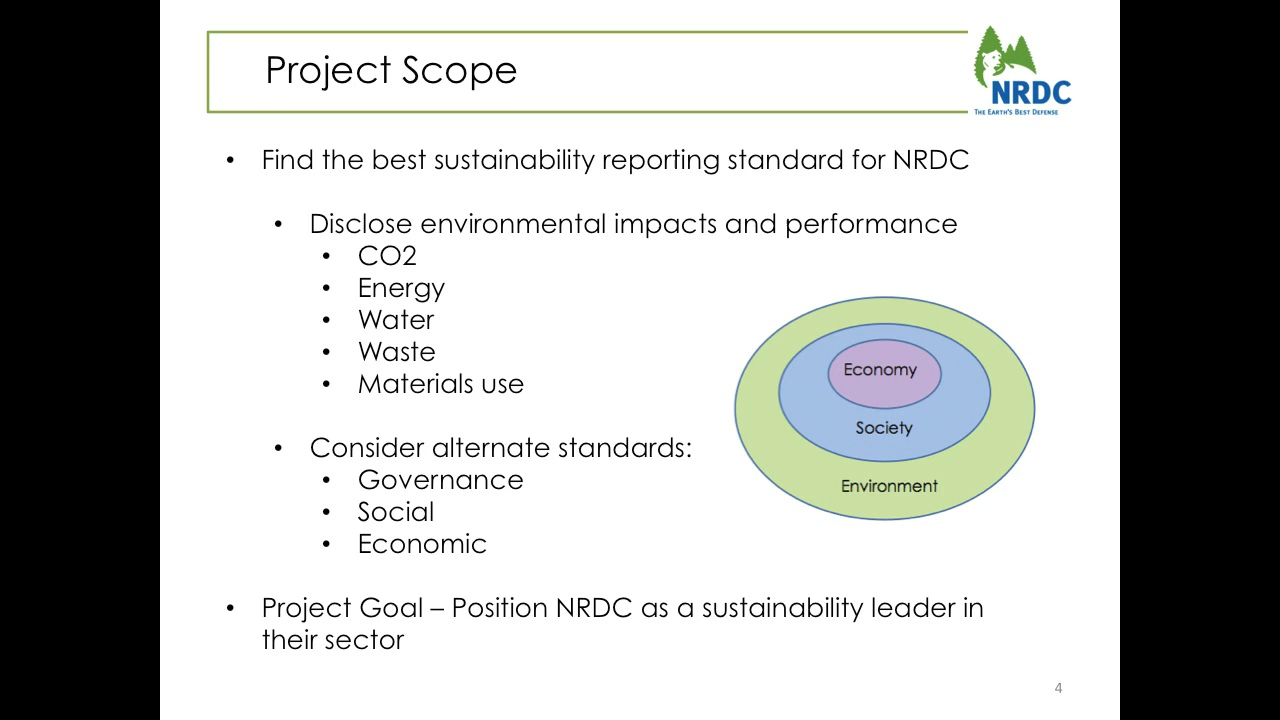 Project Scope
NRDC
THE EARTH'S BEST DEFENSE
• Find the best sustainability reporting standard for NRDC
• Disclose environmental impacts and performance
• CO2
• Energy
• Water
• Waste
• Materials use
• Consider alternate standards:
• Governance
• Social
• Economic
Economy
Society
Environment
• Project Goal – Position NRDC as a sustainability leader in
their sector
4